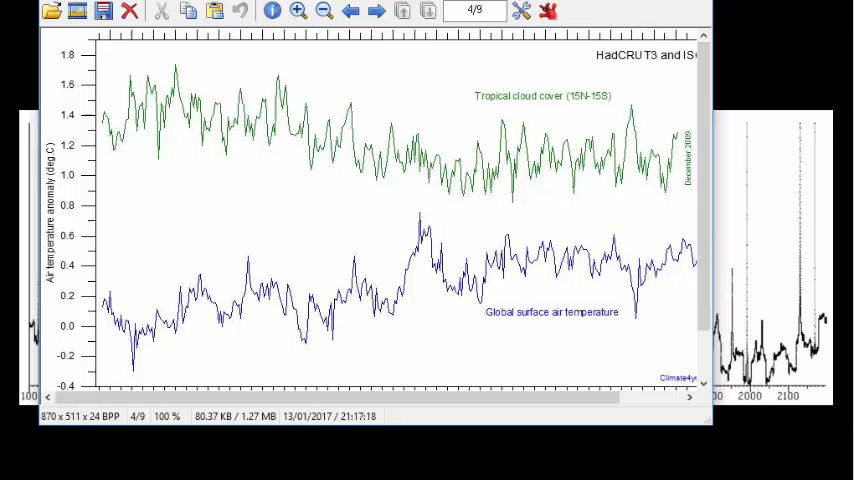 4/9
HadCRUT3 and IS
1.8
1.6
1.4
1.2
1.0
0.8
0.6
0.4
0.2
0.0
-0.2
-0.4
Air temperature anomaly (deg C)
Tropical cloud cover (15N-15S)
December 2009
Global surface air temperature
Climate4y
870 x 511 x 24 BPP 4/9 100 % 80.37 KB / 1.27 MB 13/01/2017 / 21:17:18
100
2000 2100